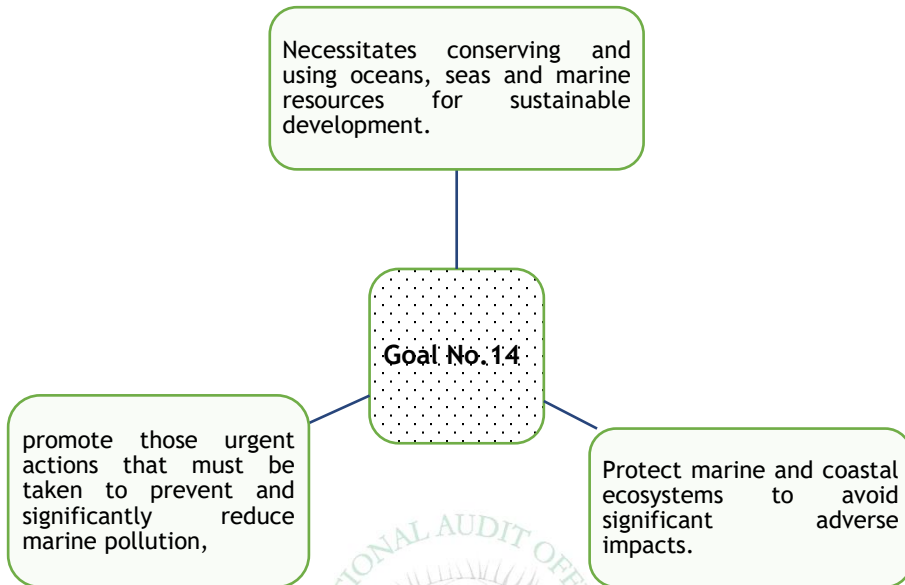 Necessitates conserving and
using oceans, seas and marine
resources for sustainable
development.
Goal No.14
promote those urgent
actions that must be
taken to prevent and
significantly reduce
marine pollution,
Protect marine and coastal
ecosystems to avoid
significant adverse
impacts.
AUDIT